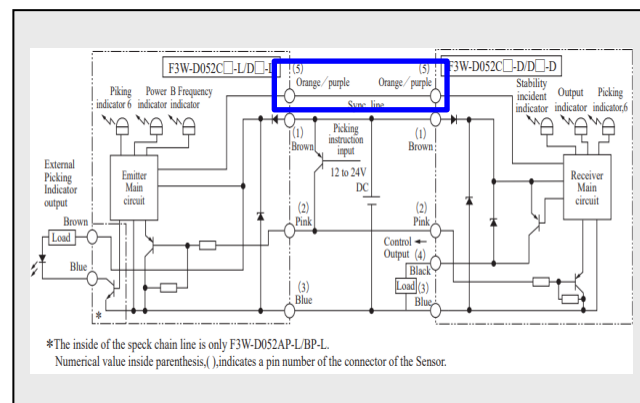 F3W-D052C□-L/D□-L
(5)
(5)
F3W-D052C□-D/D□-D
Orange/purple
Orange/purple
Piking
indicator 6
Power
indicator
B Frequency
indicator
Stability
incident
indicator
Output
indicator
Picking
indicator,6
Sync line
(1)
Brown
Picking
instruction
input
(1)
Brown
12 to 24V
DC
External
Picking
Indicator
output
Emitter
Main
circuit
Receiver
Main
circuit
Brown
Load
Blue
(2)
Pink
(2)
Pink
Control
Output
(4)
Black
Load
(3)
Blue
(3)
Blue
*
*The inside of the speck chain line is only F3W-D052AP-L/BP-L.
Numerical value inside parenthesis,( ),indicates a pin number of the connector of the Sensor.